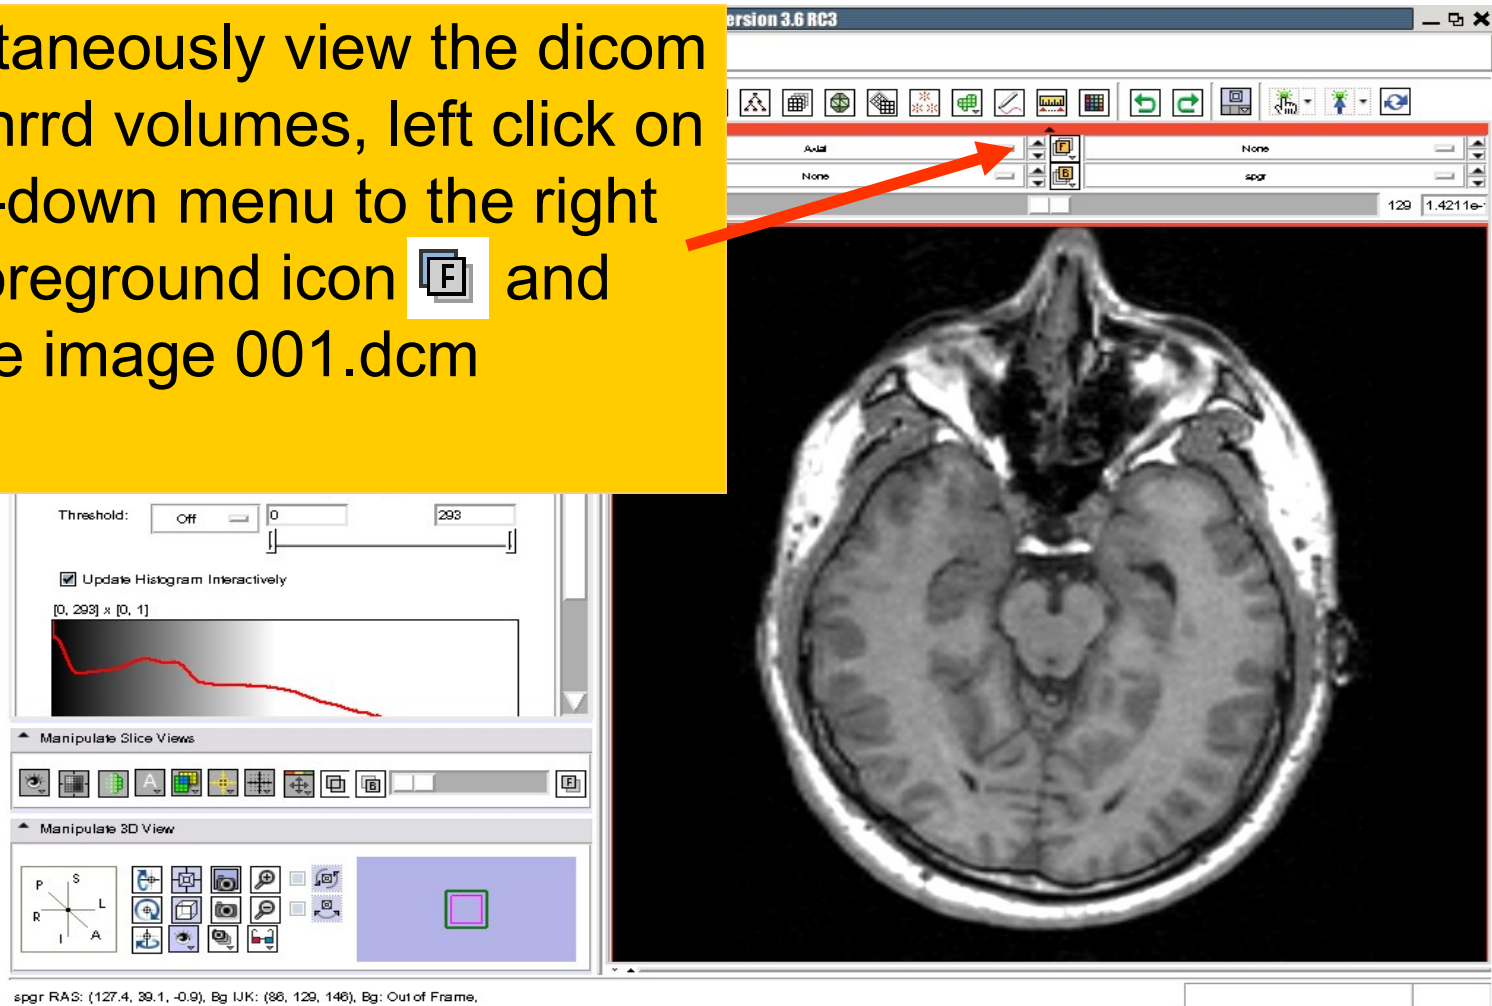 ersion 3.6 RC3
taneously view the dicom
nrrd volumes, left click on
-down menu to the right
oreground icon F and
e image 001.dcm
Axial F None
None B spgr
129 1.4211e-
Threshold: Off 0 293
Update Histogram Interactively
[0, 293] x [0, 1]
Manipulate Slice Views
A B F
Manipulate 3D View
P S
R L
I A
spgr RAS: (127.4, 39.1, -0.9), Bg IJK: (86, 129, 146), Bg: Out of Frame,